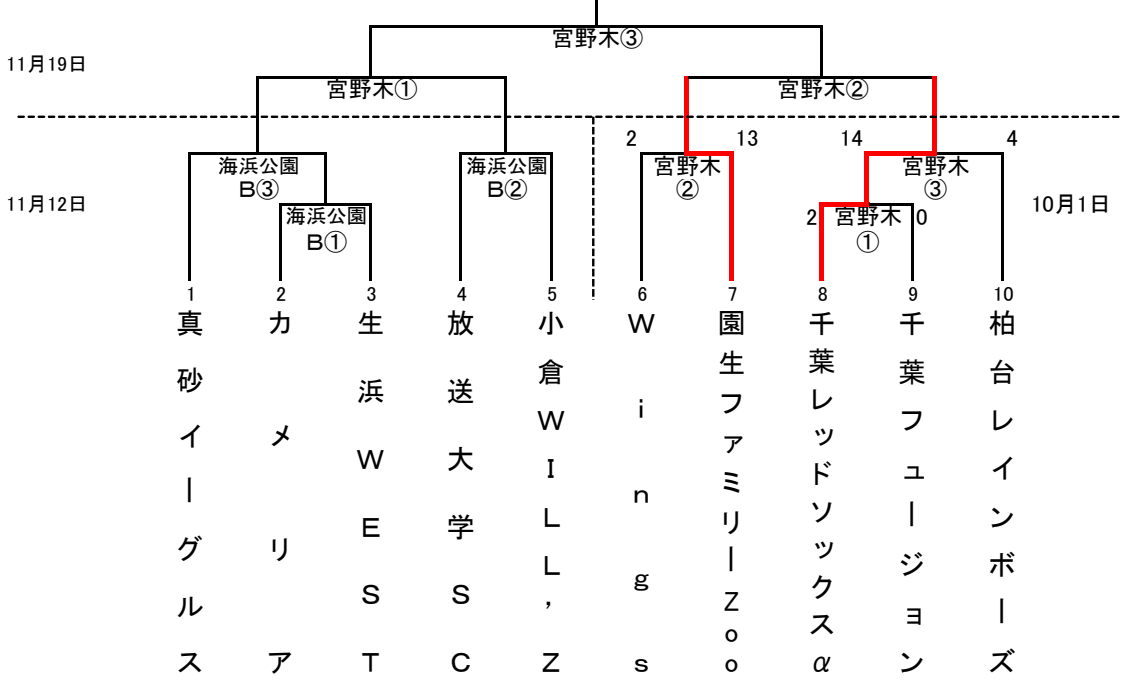 宮野木③
11月19日
宮野木①
宮野木②
2
13
14
4
海浜公園
B③
海浜公園
B②
宮野木
②
宮野木
③
11月12日
10月1日
海浜公園
B①
2
宮野木
①
0
1
2
3
4
5
6
7
8
9
10
真砂イーグルス
カメリア
生浜WEST
放送大学SC
小倉WILL’Z
Wings
園生ファミリーZoo
千葉レッドソックスα
千葉フュージョン
柏台レインボーズ